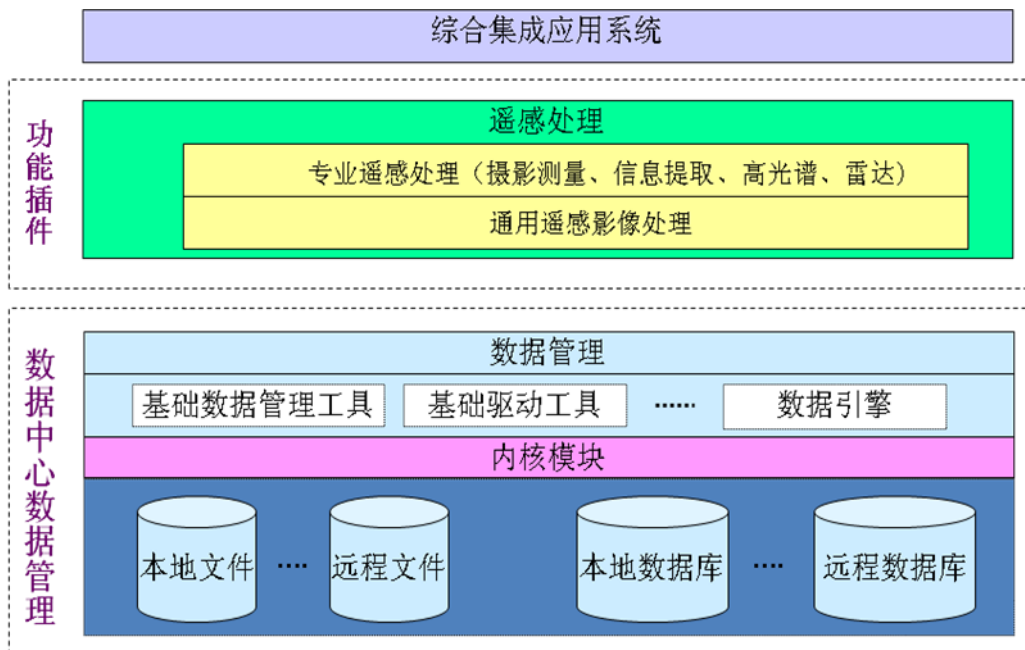 综合集成应用系统
功能插件
遥感处理
专业遥感处理（摄影测量、信息提取、高光谱、雷达）
通用遥感影像处理
数据中心数据管理
数据管理
基础数据管理工具 基础驱动工具 …… 数据引擎
内核模块
本地文件 …. 远程文件 本地数据库 …. 远程数据库